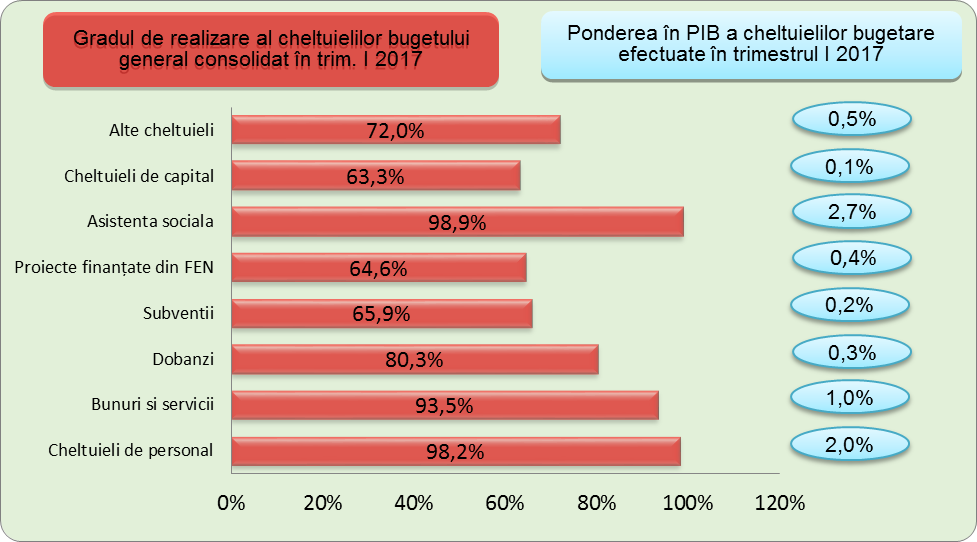 Gradul de realizare al cheltuielilor bugetului
general consolidat în trim. I 2017
Ponderea în PIB a cheltuielilor bugetare
efectuate în trimestrul I 2017
Alte cheltuieli 72,0% 0,5%
Cheltuieli de capital 63,3% 0,1%
Asistenta sociala 98,9% 2,7%
Proiecte finanțate din FEN 64,6% 0,4%
Subventii 65,9% 0,2%
Dobanzi 80,3% 0,3%
Bunuri si servicii 93,5% 1,0%
Cheltuieli de personal 98,2% 2,0%
0% 20% 40% 60% 80% 100% 120%